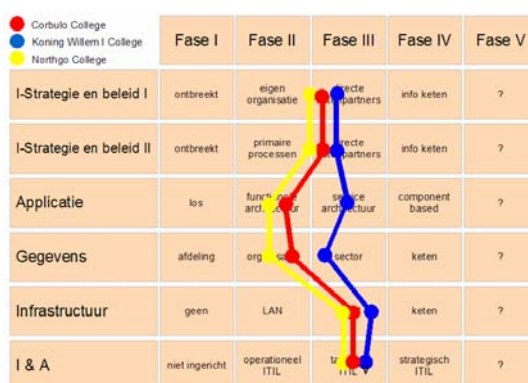 Corbulo College
Koning Willem I College
Northgo College
Fase I
Fase II
Fase III
Fase IV
Fase V
I-Strategie en beleid I
ontbreekt
eigen
organisatie
info keten
?
I-Strategie en beleid II
ontbreekt
primaire
processen
info keten
?
Applicatie
los
component
based
?
Gegevens
afdeling
sector
keten
?
Infrastructuur
geen
LAN
keten
?
I & A
niet ingericht
operationeel
ITIL
ITIL
strategisch
ITIL
?